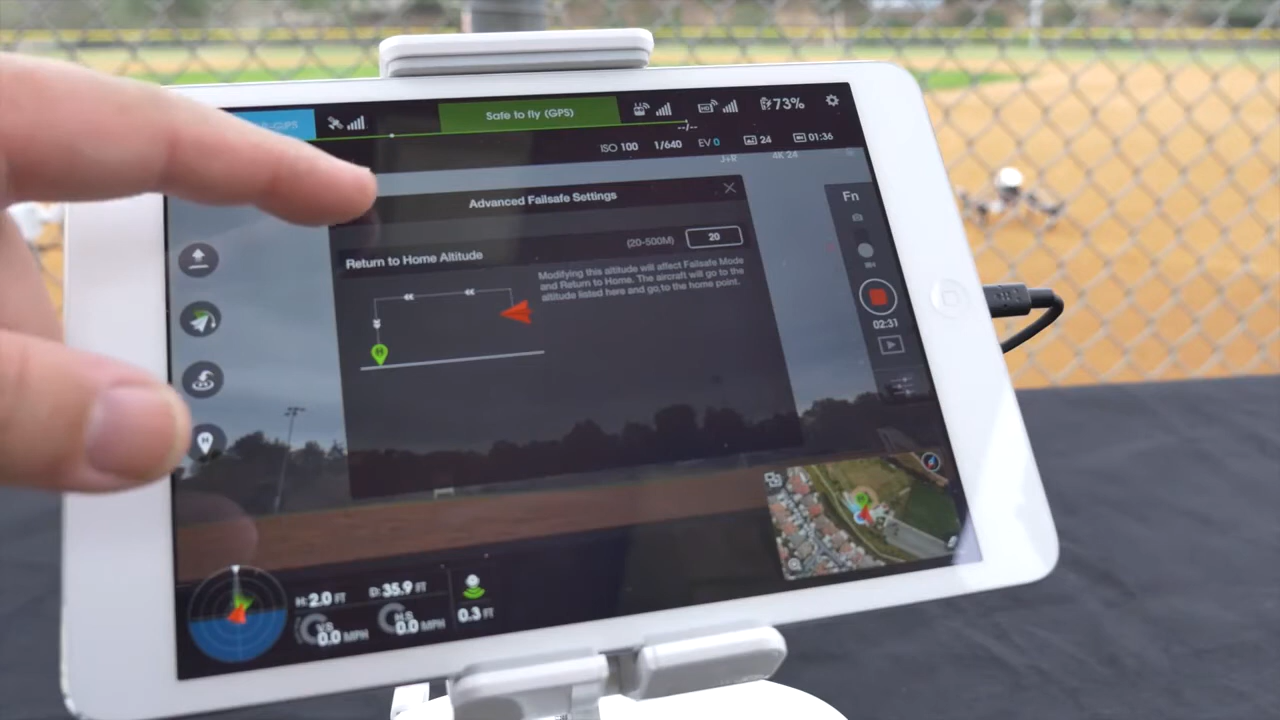 P-GPS
Safe to fly (GPS)
73%
--/--
ISO 100 1/640 EV 0 24 01:36
J+R 4K 24
Advanced Failsafe Settings
Fn
(20-500M) 20
Return to Home Altitude
Modifying this altitude will affect Failsafe Mode
and Return to Home. The aircraft will go to the
altitude listed here and go to the home point.
02:31
H
H
H: 2.0 FT D: 35.9 FT
V.S. 0.0 MPH H.S. 0.0 MPH 0.3 FT